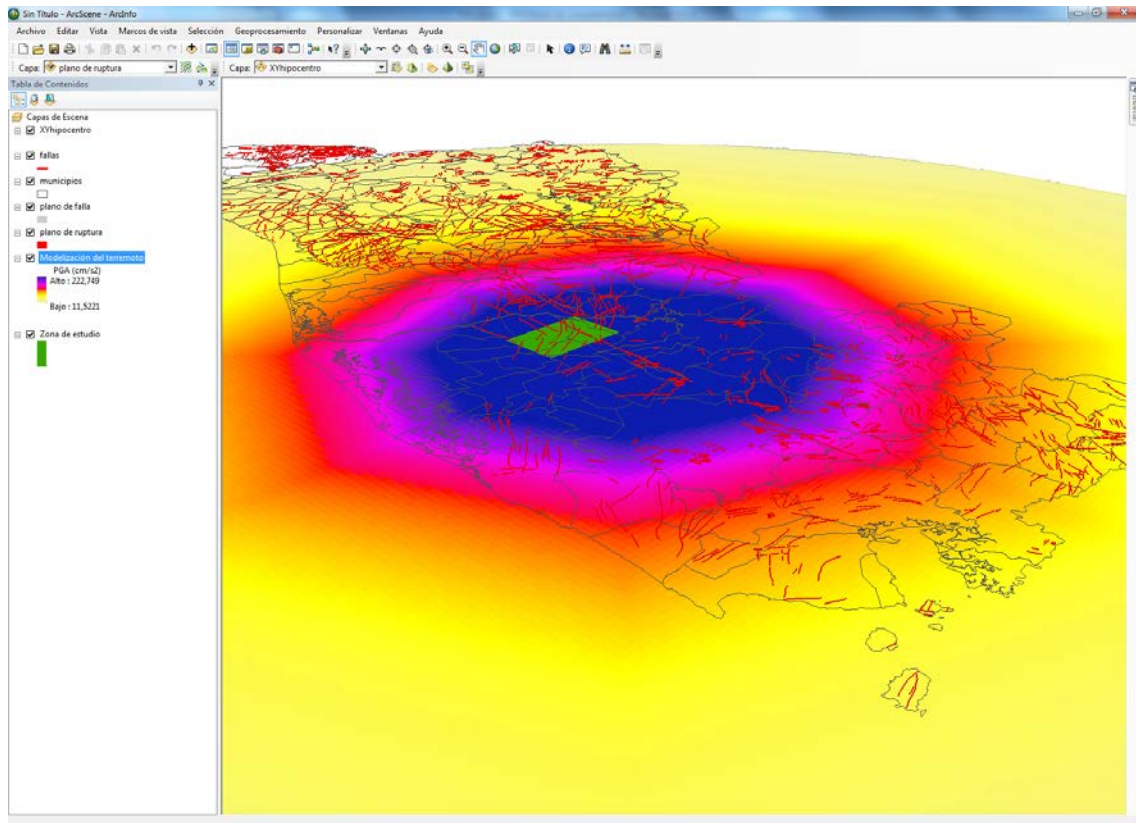 Sin Título - ArcScene - ArcInfo
Archivo Editar Vista Marcos de vista Selección Geoprocesamiento Personalizar Ventanas Ayuda
Capa: plano de ruptura Capa: XYhipocentro
Tabla de Contenidos
Capas de Escena
XYhipocentro
fallas
municipios
plano de falla
plano de ruptura
Modelización del terremoto
PGA (cm/s2)
Alto : 222,749
Bajo : 11,5221
Zona de estudio